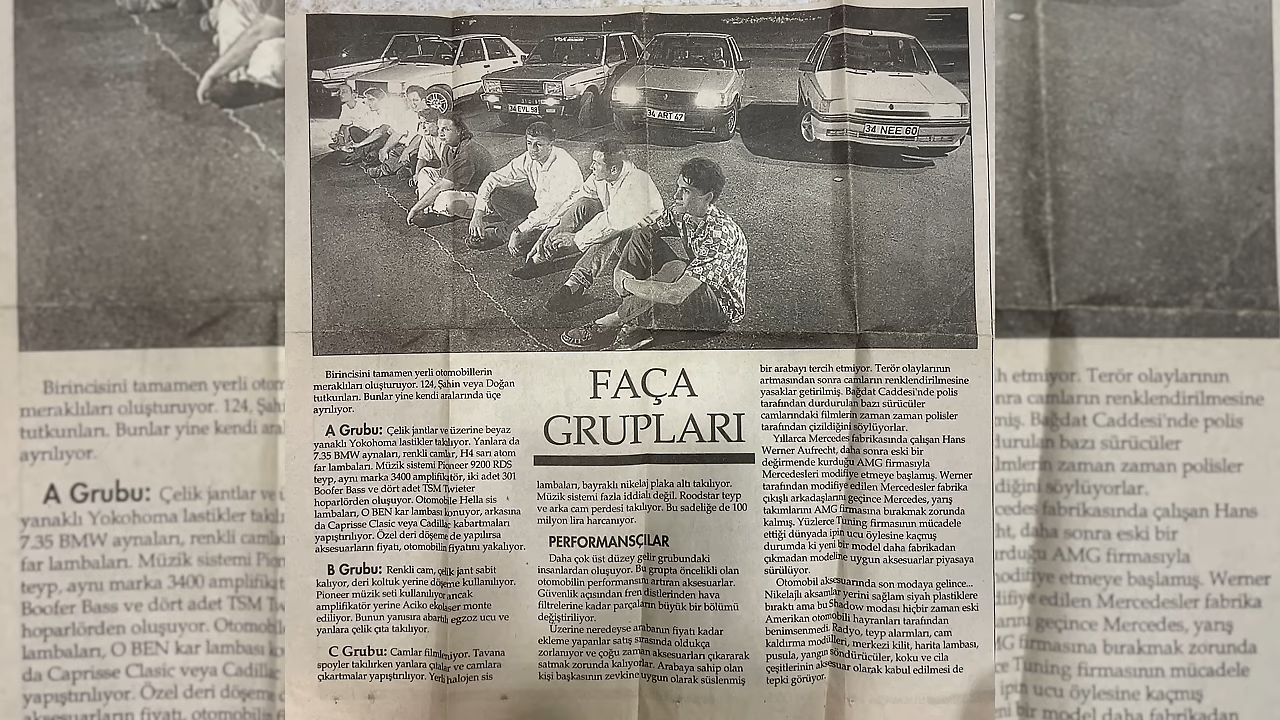 34 EYL 98
34 ART 67
34 NEE 60
Birincisini tamamen yerli otomobillerin
meraklıları oluşturuyor. 124, Şahin veya Doğan
tutkunları. Bunlar yine kendi aralarında üçe
ayrılıyor.
A Grubu: Çelik jantlar ve üzerine beyaz
yanaklı Yokohoma lastikler takılıyor. Yanlara da
7.35 BMW aynaları, renkli camlar, H4 sarı atom
far lambaları. Müzik sistemi Pioneer 9200 RDS
teyp, aynı marka 3400 amplifikatör, iki adet 301
Boofer Bass ve dört adet TSM Twieter
hoparlörden oluşuyor. Otomobile Hella sis
lambaları, O BEN kar lambası konuyor, arkasına
da Caprisse Clasic veya Cadillac kabartmaları
yapıştırılıyor. Özel deri döşeme de yapılırsa
aksesuarların fiyatı, otomobilin fiyatını yakalıyor.
B Grubu: Renkli cam, çelik jant sabit
kalıyor, deri koltuk yerine döşeme kullanılıyor.
Pioneer müzik seti kullanılıyor ancak
amplifikatör yerine Aciko ekolaiser monte
ediliyor. Bunun yanısıra abartılı egzoz ucu ve
yanlara çelik çıta takılıyor.
C Grubu: Camlar filmleniyor. Tavana
spoyler takılırken yanlara çıtalar ve camlara
çıkartmalar yapıştırılıyor. Yeni halojen sis
FAÇA
GRUPLARI
lambaları, bayraklı nikelaj plaka altı takılıyor.
Müzik sistemi fazla iddialı değil. Roodstar teyp
ve arka cam perdesi takılıyor. Bu sadeliğe de 100
milyon lira harcanıyor.
PERFORMANSÇILAR
Daha çok üst düzey gelir grubundaki
insanlardan oluşuyor. Bu grupta öncelikli olan
otomobilin performansını artıran aksesuarlar.
Güvenlik açısından fren distlerinden hava
filtrelerine kadar parçaların büyük bir bölümü
değiştiriliyor.
Üzerine neredeyse arabanın fiyatı kadar
ekleme yapanlar satış sırasında oldukça
zorlanıyor ve çoğu zaman aksesuarları çıkararak
satmak zorunda kalıyorlar. Arabaya sahip olan
kişi başkasının zevkine uygun olarak süslenmiş
bir arabayı tercih etmiyor. Terör olaylarının
artmasından sonra camların renklendirilmesine
yasaklar getirilmiş. Bağdat Caddesi'nde polis
tarafından durdurulan bazı sürücüler
camlarındaki filmlerin zaman zaman polisler
tarafından çizildiğini söylüyorlar.
Yıllarca Mercedes fabrikasında çalışan Hans
Werner Aufrecht, daha sonra eski bir
değirmende kurduğu AMG firmasıyla
Mercedesleri modifiye etmeye başlamış. Werner
tarafından modifiye edilen Mercedesler fabrika
çıkışlı arkadaşlarını geçince Mercedes, yarış
takımlarını AMG firmasına bırakmak zorunda
kalmış. Yüzlerce Tuning firmasının mücadele
ettiği dünyada ipin ucu öylesine kaçmış
durumda ki yeni bir model daha fabrikadan
çıkmadan modeline uygun aksesuarlar piyasaya
sürülüyor.
Otomobil aksesuarında son modaya gelince...
Nikelajlı aksamlar yerini sağlam siyah plastiklere
bıraktı ama bu Shadow modası hiçbir zaman eski
Amerikan otomobili hayranları tarafından
benimsenmedi. Radyo, teyp alarmları, cam
kaldırma modülleri, merkezi kilit, harita lambası,
pusula, yangın söndürücüler, koku ve cila
çeşitlerinin aksesuar olarak kabul edilmesi de
tepki görüyor.